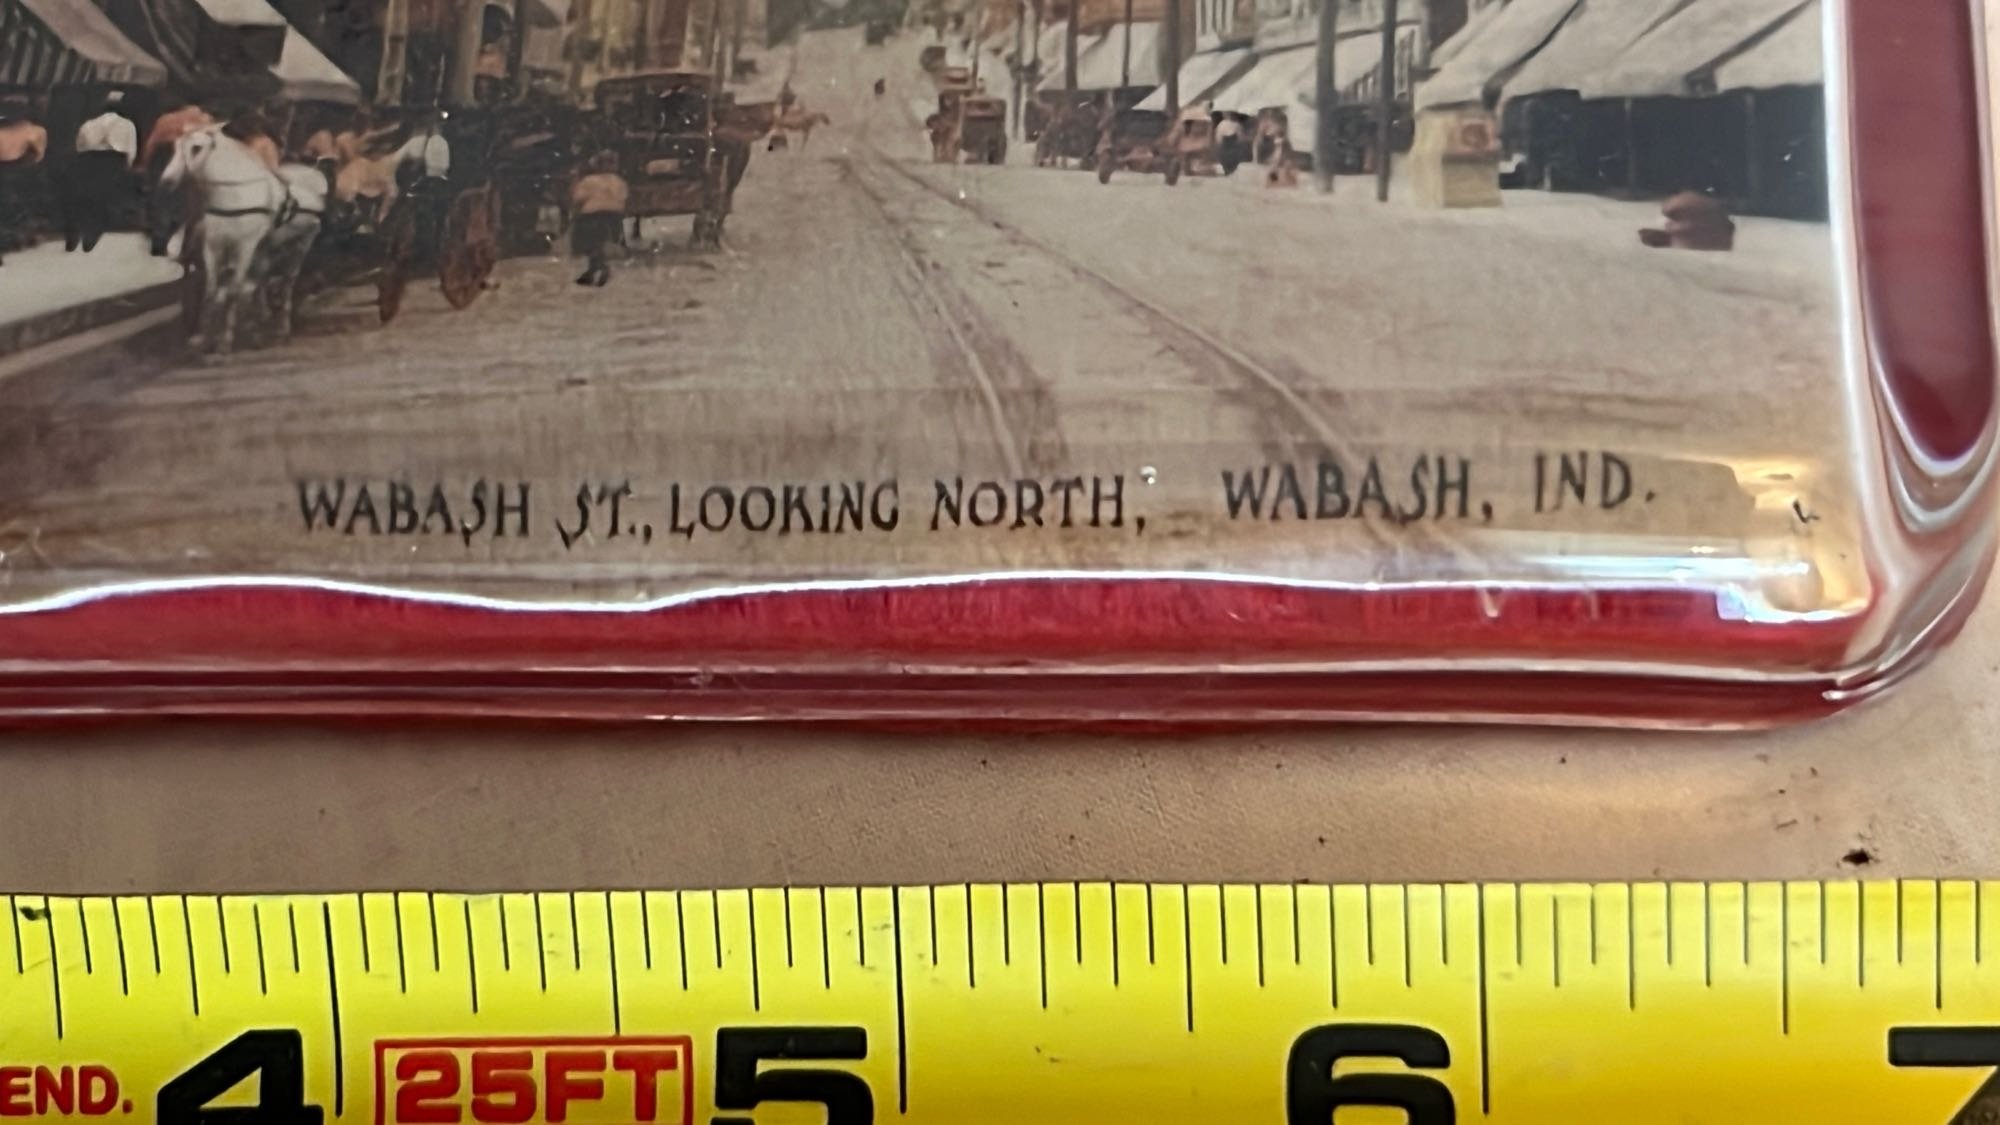 WABASH ST., LOOKING NORTH, WABASH, IND.
END. 4 25FT 5 6 7